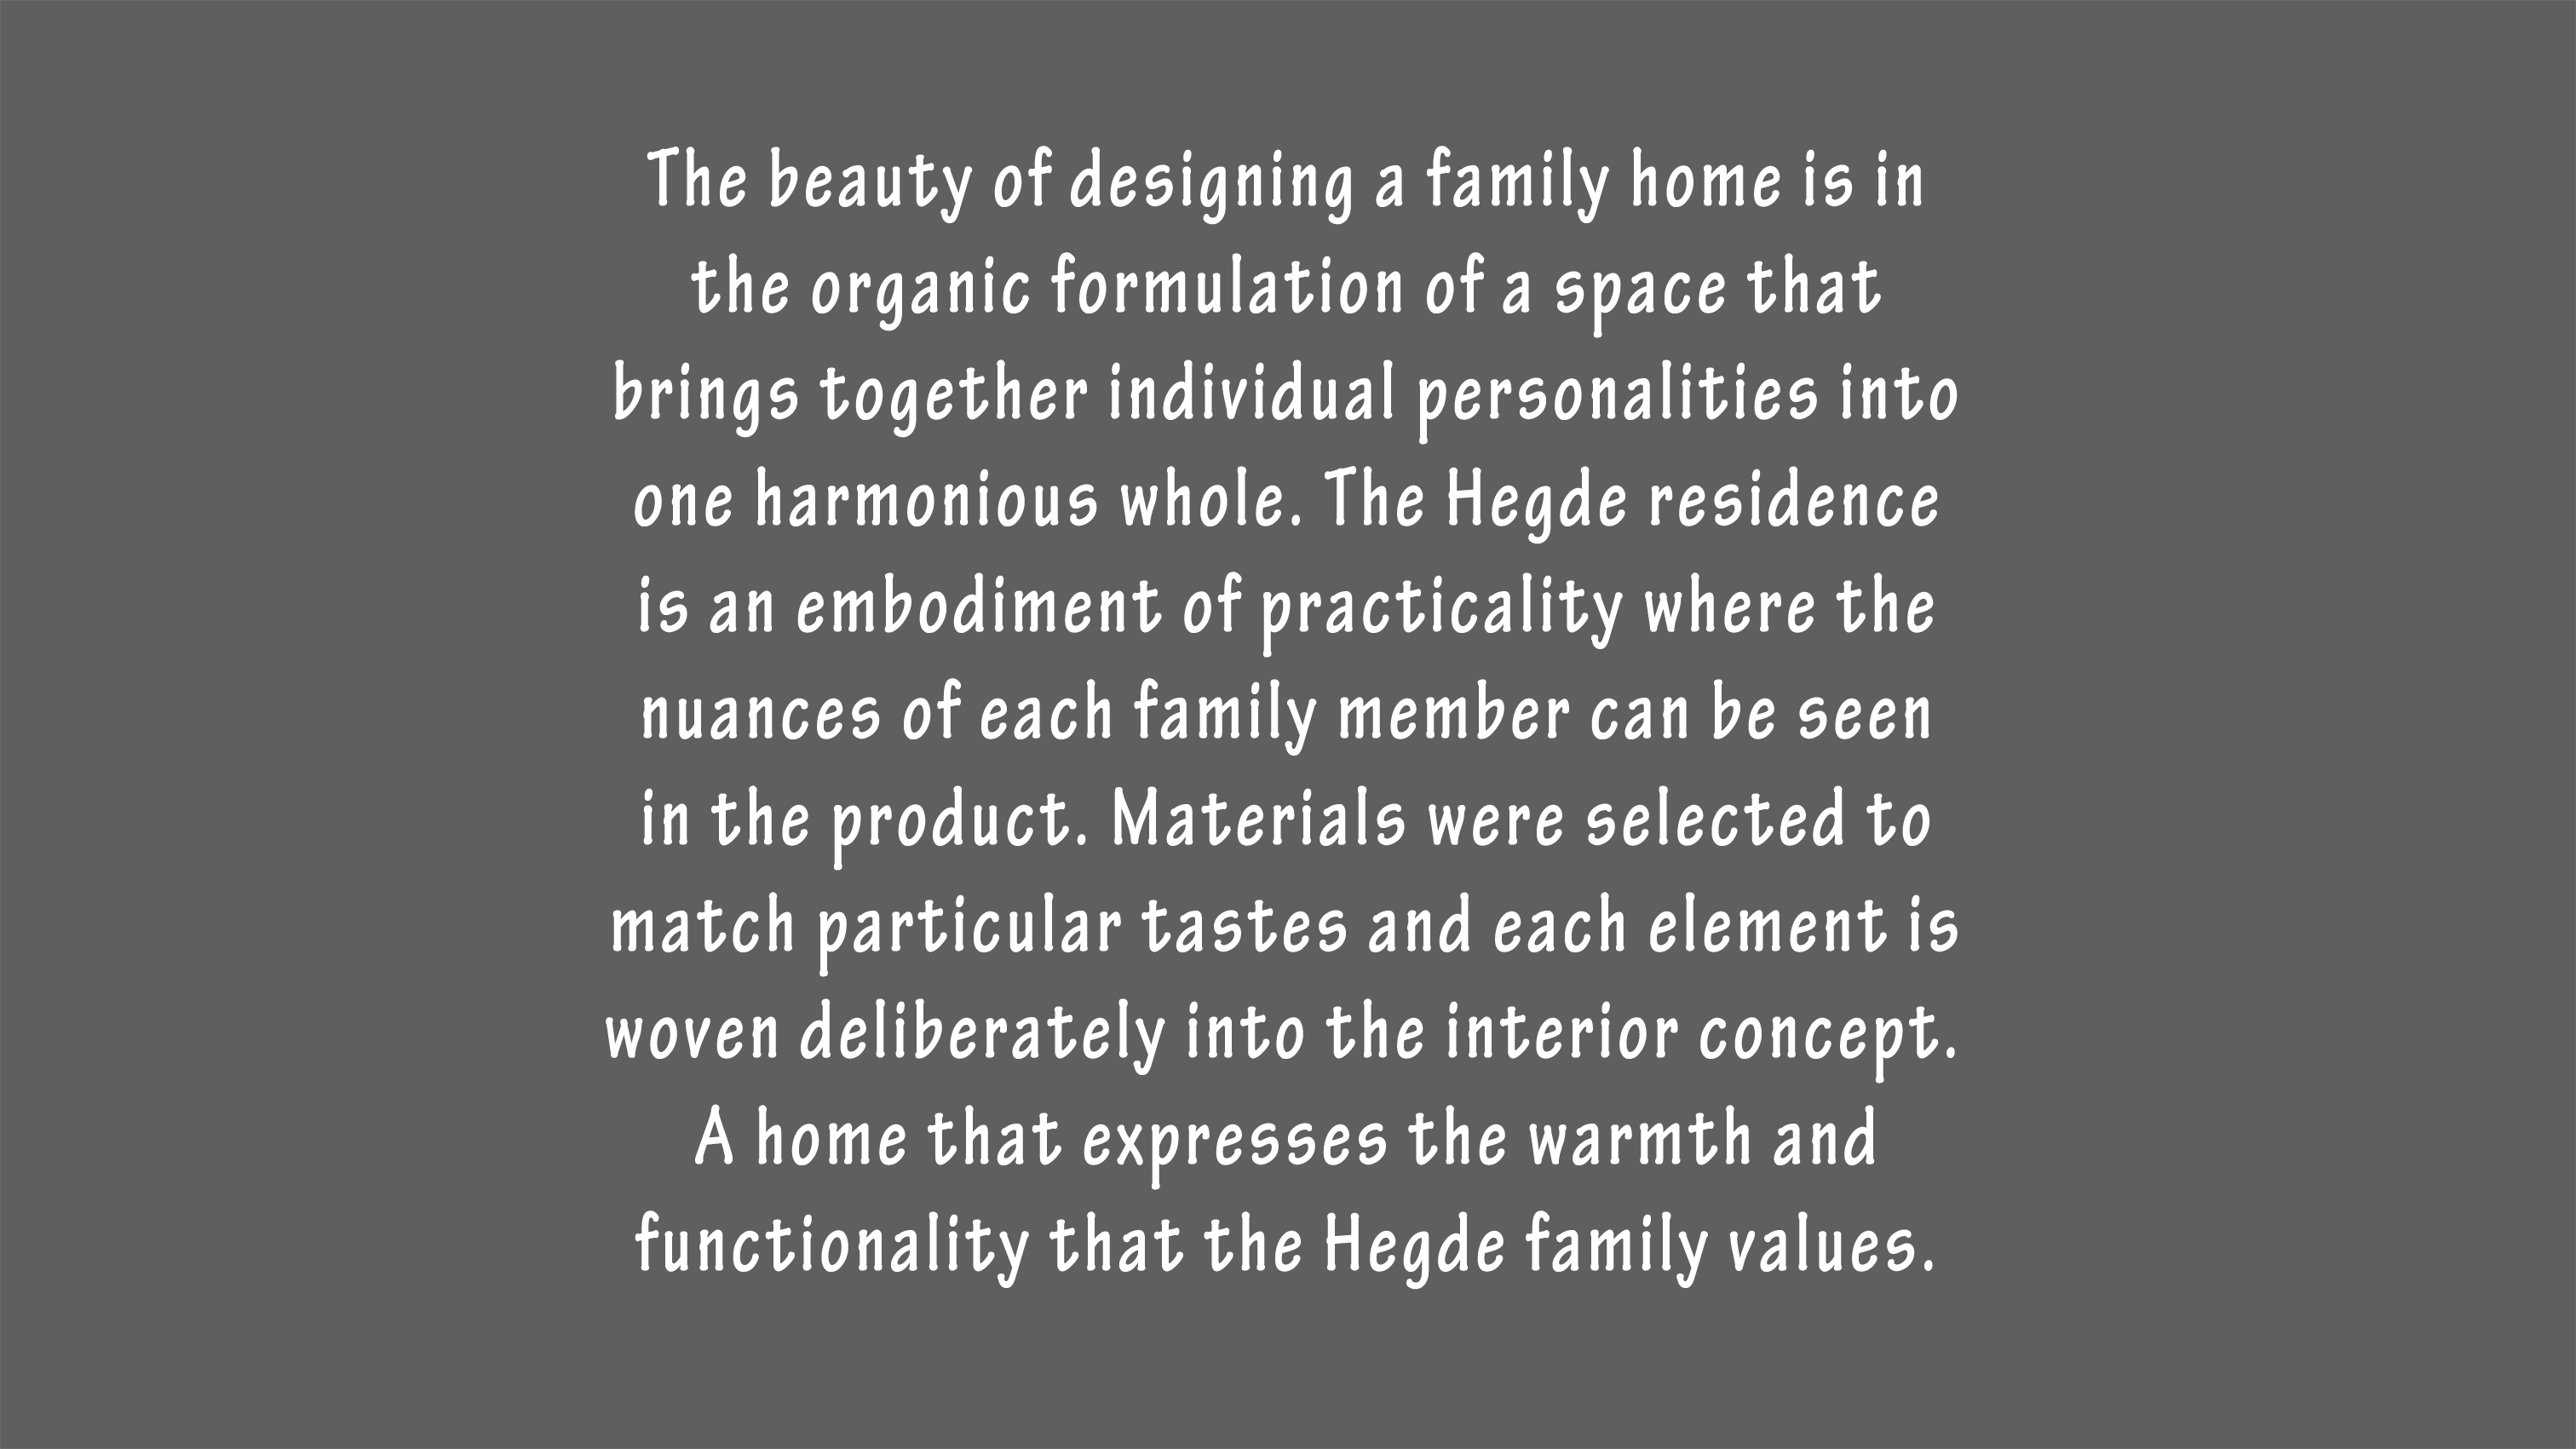 The beauty of designing a family home is in
the organic formulation of a space that
brings together individual personalities into
one harmonious whole. The Hegde residence
is an embodiment of practicality where the
nuances of each family member can be seen
in the product. Materials were selected to
match particular tastes and each element is
woven deliberately into the interior concept.
A home that expresses the warmth and
functionality that the Hegde family values.